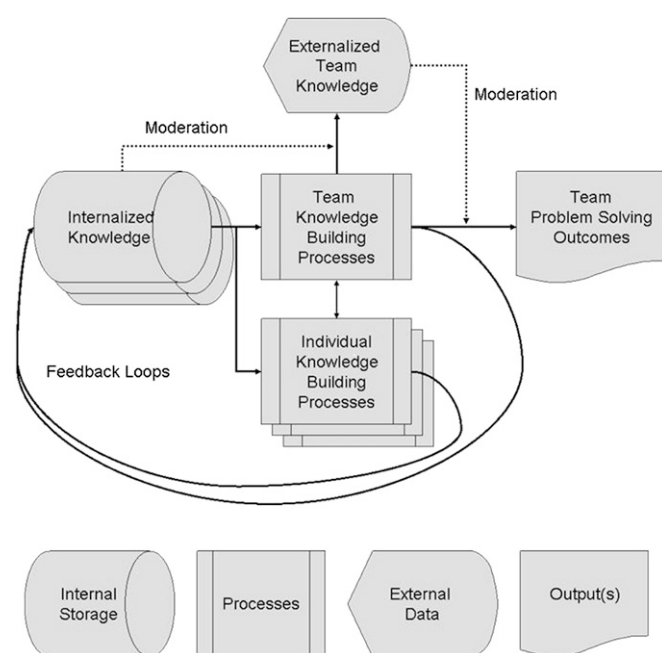 Externalized
Team
Knowledge
Moderation
Moderation
Internalized
Knowledge
Team
Knowledge
Building
Processes
Team
Problem Solving
Outcomes
Individual
Knowledge
Building
Processes
Feedback Loops
Internal
Storage
Processes
External
Data
Output(s)